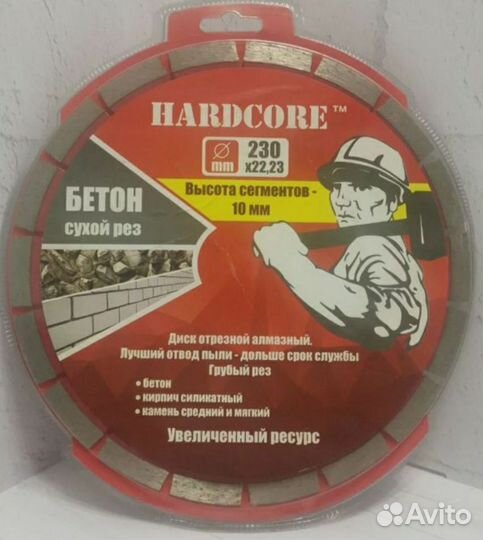 HARDCORE™
Ø mm 230 x22,23
Высота сегментов -
10 мм
БЕТОН
сухой рез
Диск отрезной алмазный.
Лучший отвод пыли - дольше срок службы
Грубый рез
• бетон
• кирпич силикатный
• камень средний и мягкий
Увеличенный ресурс
Avito